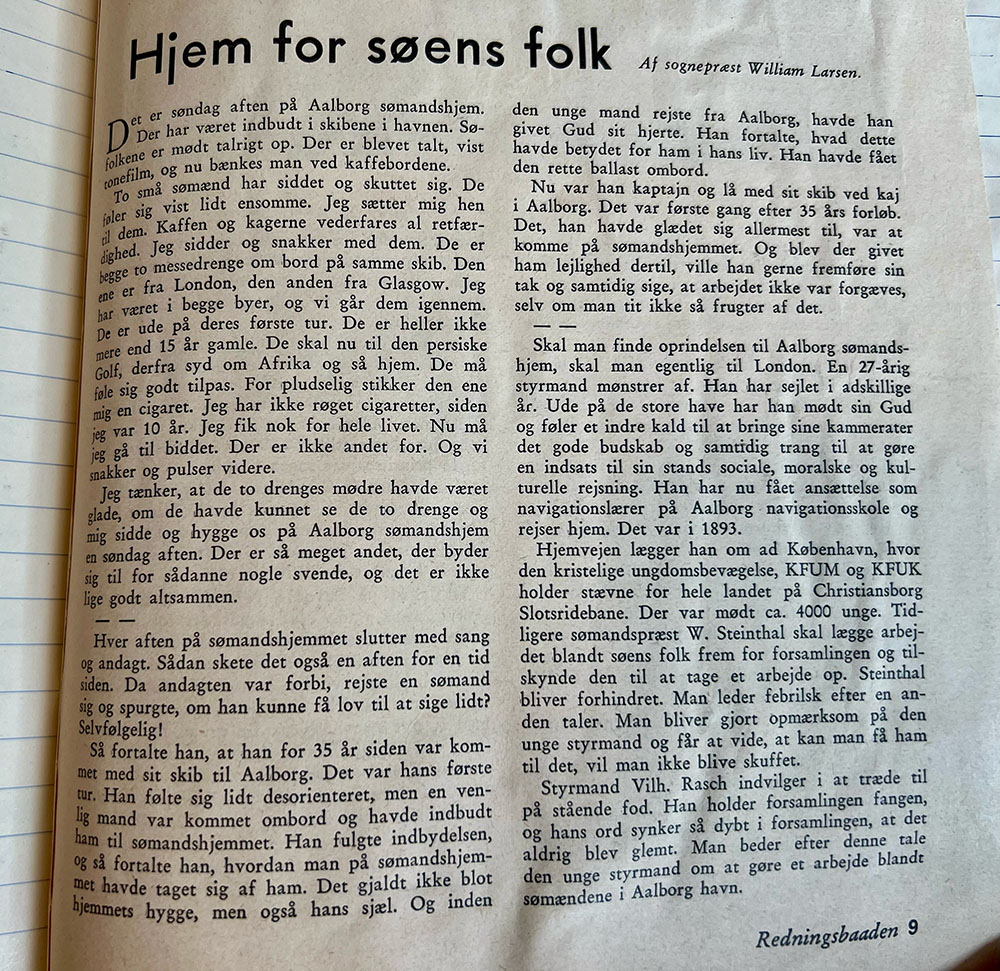 Hjem for søens folk
Af sognepræst William Larsen.
Det er søndag aften på Aalborg sømandshjem.
Der har været indbudt i skibene i havnen. Sø-
folkene er mødt talrigt op. Der er blevet talt, vist
tonefilm, og nu bænkes man ved kaffebordene.
To små sømænd har siddet og skuttet sig. De
føler sig vist lidt ensomme. Jeg sætter mig hen
til dem. Kaffen og kagerne vederfares al retfær-
dighed. Jeg sidder og snakker med dem. De er
begge to messedrenge om bord på samme skib. Den
ene er fra London, den anden fra Glasgow. Jeg
har været i begge byer, og vi går dem igennem.
De er ude på deres første tur. De er heller ikke
mere end 15 år gamle. De skal nu til den persiske
Golf, derfra syd om Afrika og så hjem. De må
føle sig godt tilpas. For pludselig stikker den ene
mig en cigaret. Jeg har ikke røget cigaretter, siden
jeg var 10 år. Jeg fik nok for hele livet. Nu må
jeg gå til biddet. Der er ikke andet for. Og vi
snakker og pulser videre.
Jeg tænker, at de to drenges mødre havde været
glade, om de havde kunnet se de to drenge og
mig sidde og hygge os på Aalborg sømandshjem
en søndag aften. Der er så meget andet, der byder
sig til for sådanne nogle svende, og det er ikke
lige godt altsammen.
— —
Hver aften på sømandshjemmet slutter med sang
og andagt. Sådan skete det også en aften for en tid
siden. Da andagten var forbi, rejste en sømand
sig og spurgte, om han kunne få lov til at sige lidt?
Selvfølgelig!
Så fortalte han, at han for 35 år siden var kom-
met med sit skib til Aalborg. Det var hans første
tur. Han følte sig lidt desorienteret, men en ven-
lig mand var kommet ombord og havde indbudt
ham til sømandshjemmet. Han fulgte indbydelsen,
og så fortalte han, hvordan man på sømandshjem-
met havde taget sig af ham. Det gjaldt ikke blot
hjemmets hygge, men også hans sjæl. Og inden
den unge mand rejste fra Aalborg, havde han
givet Gud sit hjerte. Han fortalte, hvad dette
havde betydet for ham i hans liv. Han havde fået
den rette ballast ombord.
Nu var han kaptajn og lå med sit skib ved kaj
i Aalborg. Det var første gang efter 35 års forløb.
Det, han havde glædet sig allermest til, var at
komme på sømandshjemmet. Og blev der givet
ham lejlighed dertil, ville han gerne fremføre sin
tak og samtidig sige, at arbejdet ikke var forgæves,
selv om man tit ikke så frugter af det.
— —
Skal man finde oprindelsen til Aalborg sømands-
hjem, skal man egentlig til London. En 27-årig
styrmand mønstrer af. Han har sejlet i adskillige
år. Ude på de store have har han mødt sin Gud
og føler et indre kald til at bringe sine kammerater
det gode budskab og samtidig trang til at gøre
en indsats til sin stands sociale, moralske og kul-
turelle rejsning. Han har nu fået ansættelse som
navigationslærer på Aalborg navigationsskole og
rejser hjem. Det var i 1893.
Hjemvejen lægger han om ad København, hvor
den kristelige ungdomsbevægelse, KFUM og KFUK
holder stævne for hele landet på Christiansborg
Slotsridebane. Der var mødt ca. 4000 unge. Tid-
ligere sømandspræst W. Steinthal skal lægge arbej-
det blandt søens folk frem for forsamlingen og til-
skynde den til at tage et arbejde op. Steinthal
bliver forhindret. Man leder febrilsk efter en an-
den taler. Man bliver gjort opmærksom på den
unge styrmand og får at vide, at kan man få ham
til det, vil man ikke blive skuffet.
Styrmand Vilh. Rasch indvilger i at træde til
på stående fod. Han holder forsamlingen fangen,
og hans ord synker så dybt i forsamlingen, at det
aldrig blev glemt. Man beder efter denne tale
den unge styrmand om at gøre et arbejde blandt
sømændene i Aalborg havn.
Redningsbaaden 9